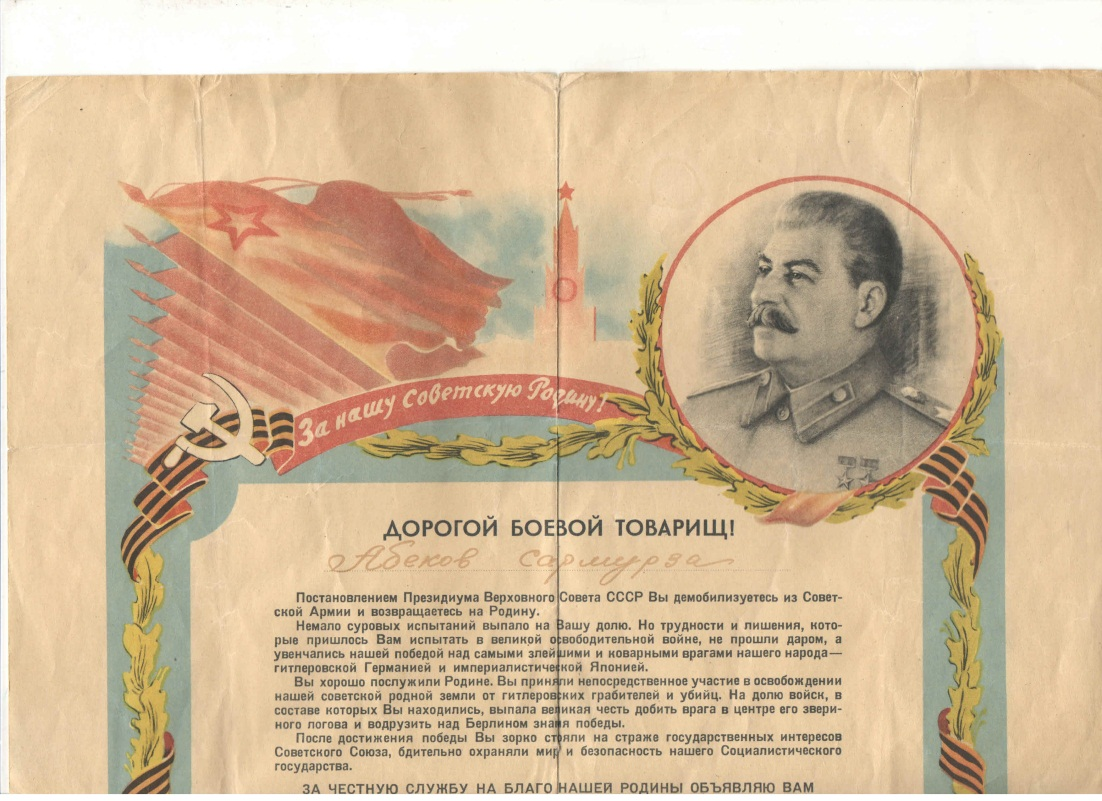 За нашу Советскую Родину!
ДОРОГОЙ БОЕВОЙ ТОВАРИЩ!
Абеков Сармурза
Постановлением Президиума Верховного Совета СССР Вы демобилизуетесь из Совет-
ской Армии и возвращаетесь на Родину.
Немало суровых испытаний выпало на Вашу долю. Но трудности и лишения, кото-
рые пришлось Вам испытать в великой освободительной войне, не прошли даром, а
увенчались нашей победой над самыми злейшими и коварными врагами нашего народа—
гитлеровской Германией и империалистической Японией.
Вы хорошо послужили Родине. Вы приняли непосредственное участие в освобождении
нашей советской родной земли от гитлеровских грабителей и убийц. На долю войск, в
составе которых Вы находились, выпала великая честь добить врага в центре его звери-
ного логова и водрузить над Берлином знамя победы.
После достижения победы Вы зорко стояли на страже государственных интересов
Советского Союза, бдительно охраняли мир и безопасность нашего Социалистического
государства.
ЗА ЧЕСТНУЮ СЛУЖБУ НА БЛАГО НАШЕЙ РОДИНЫ ОБЪЯВЛЯЮ ВАМ